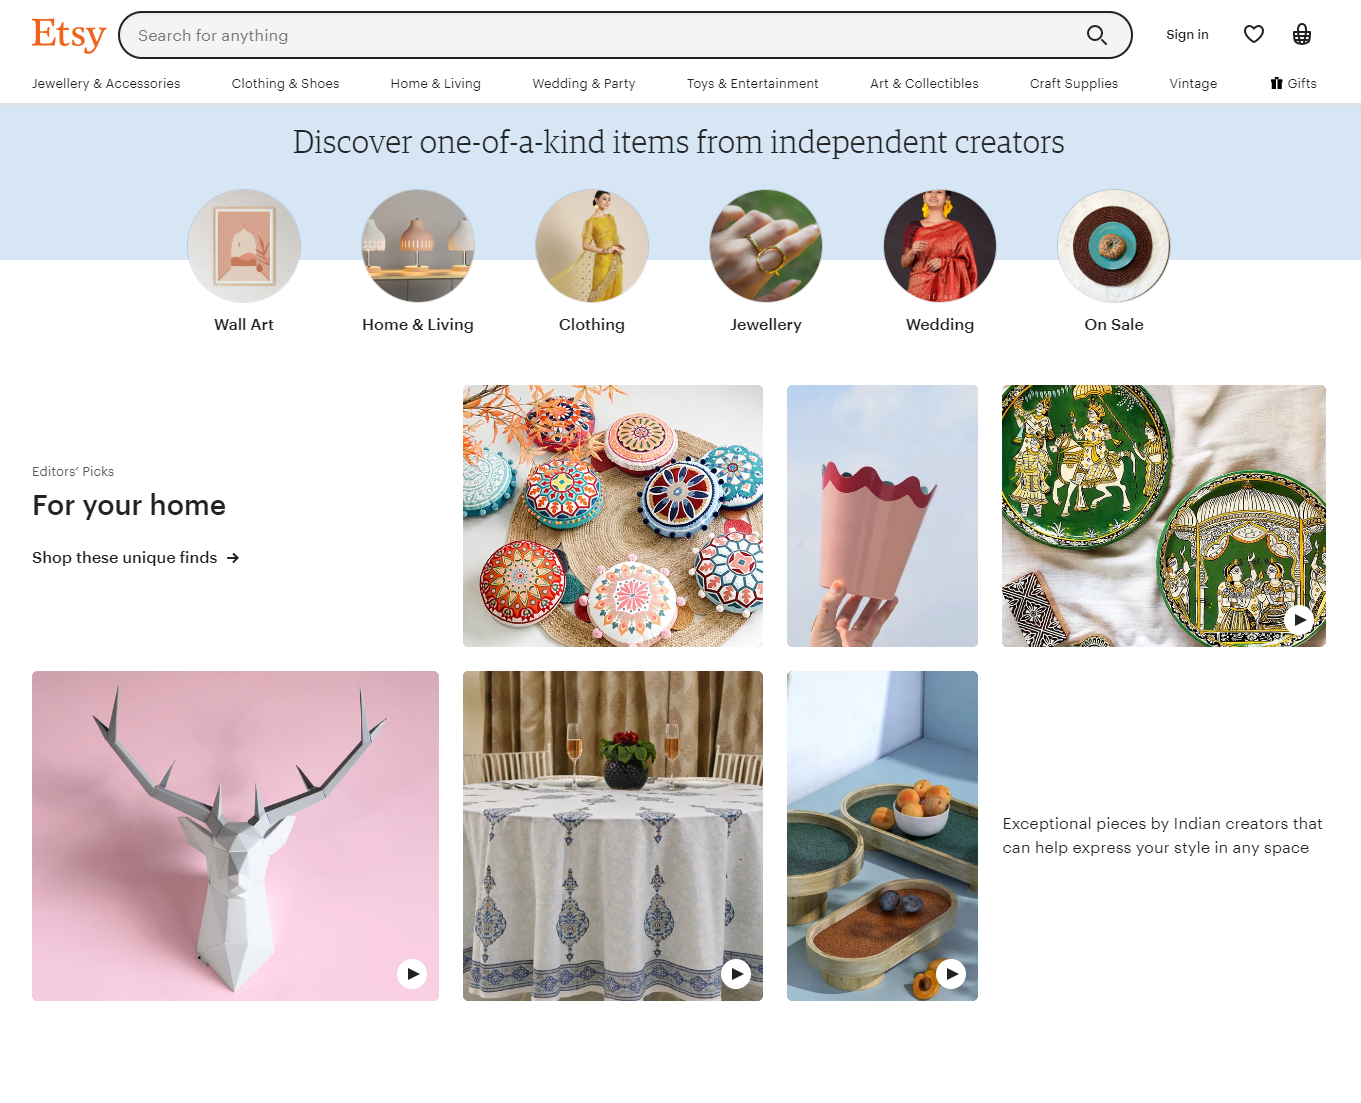 Etsy
Search for anything
Sign in
Jewellery & Accessories
Clothing & Shoes
Home & Living
Wedding & Party
Toys & Entertainment
Art & Collectibles
Craft Supplies
Vintage
Gifts
Discover one-of-a-kind items from independent creators
Wall Art
Home & Living
Clothing
Jewellery
Wedding
On Sale
Editors' Picks
For your home
Shop these unique finds
Exceptional pieces by Indian creators that
can help express your style in any space